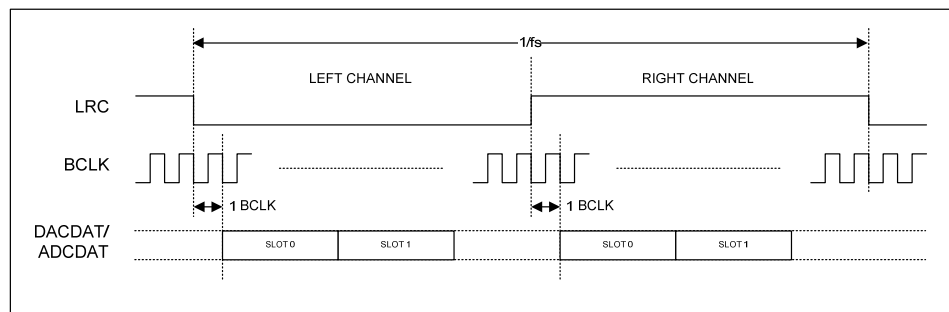 1/fs
LEFT CHANNEL
RIGHT CHANNEL
LRC
BCLK
1 BCLK
1 BCLK
DACDAT/
ADCDAT
SLOT 0
SLOT 1
SLOT 0
SLOT 1